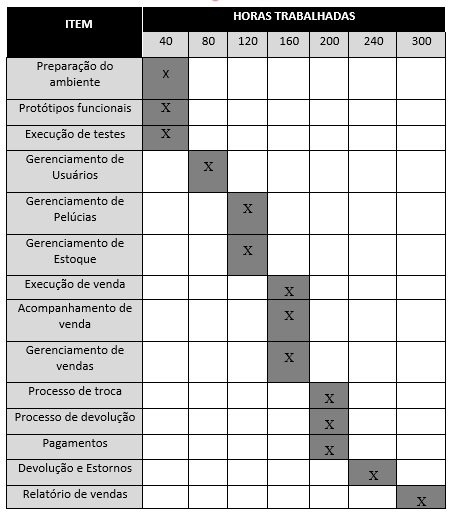 ITEM
HORAS TRABALHADAS
40 80 120 160 200 240 300
Preparação do
ambiente
X
Protótipos funcionais X
Execução de testes X
Gerenciamento de
Usuários
X
Gerenciamento de
Pelúcias
X
Gerenciamento de
Estoque
X
Execução de venda X
Acompanhamento de
venda
X
Gerenciamento de
vendas
X
Processo de troca X
Processo de devolução X
Pagamentos X
Devolução e Estornos X
Relatório de vendas X